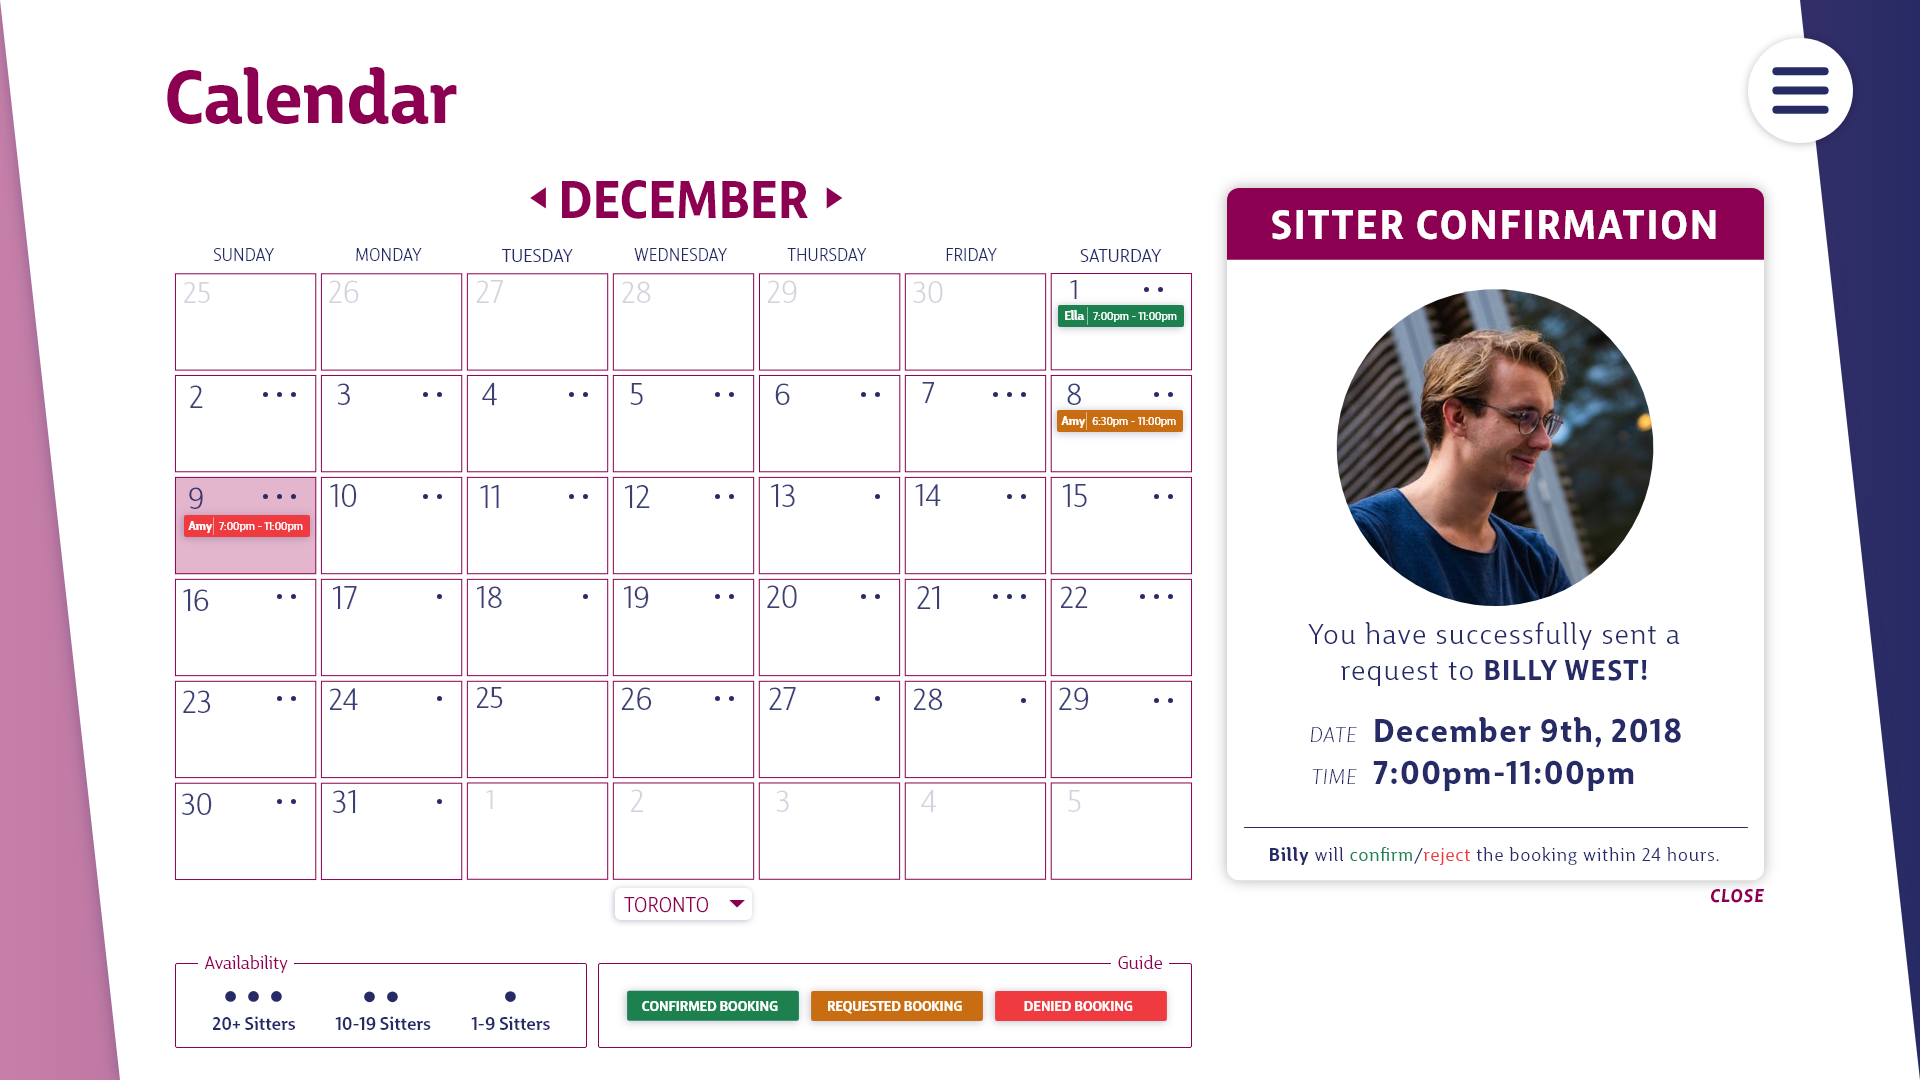 Calendar
DECEMBER
SUNDAY MONDAY TUESDAY WEDNESDAY THURSDAY FRIDAY SATURDAY
25 26 27 28 29 30 1
Ella 7:00pm - 11:00pm
2 3 4 5 6 7 8
Amy 6:30pm - 11:00pm
9 10 11 12 13 14 15
Amy 7:00pm - 11:00pm
16 17 18 19 20 21 22
23 24 25 26 27 28 29
30 31 1 2 3 4 5
TORONTO
Availability
20+ Sitters 10-19 Sitters 1-9 Sitters
Guide
CONFIRMED BOOKING REQUESTED BOOKING DENIED BOOKING
SITTER CONFIRMATION
You have successfully sent a
request to BILLY WEST!
DATE December 9th, 2018
TIME 7:00pm-11:00pm
Billy will confirm/reject the booking within 24 hours.
CLOSE